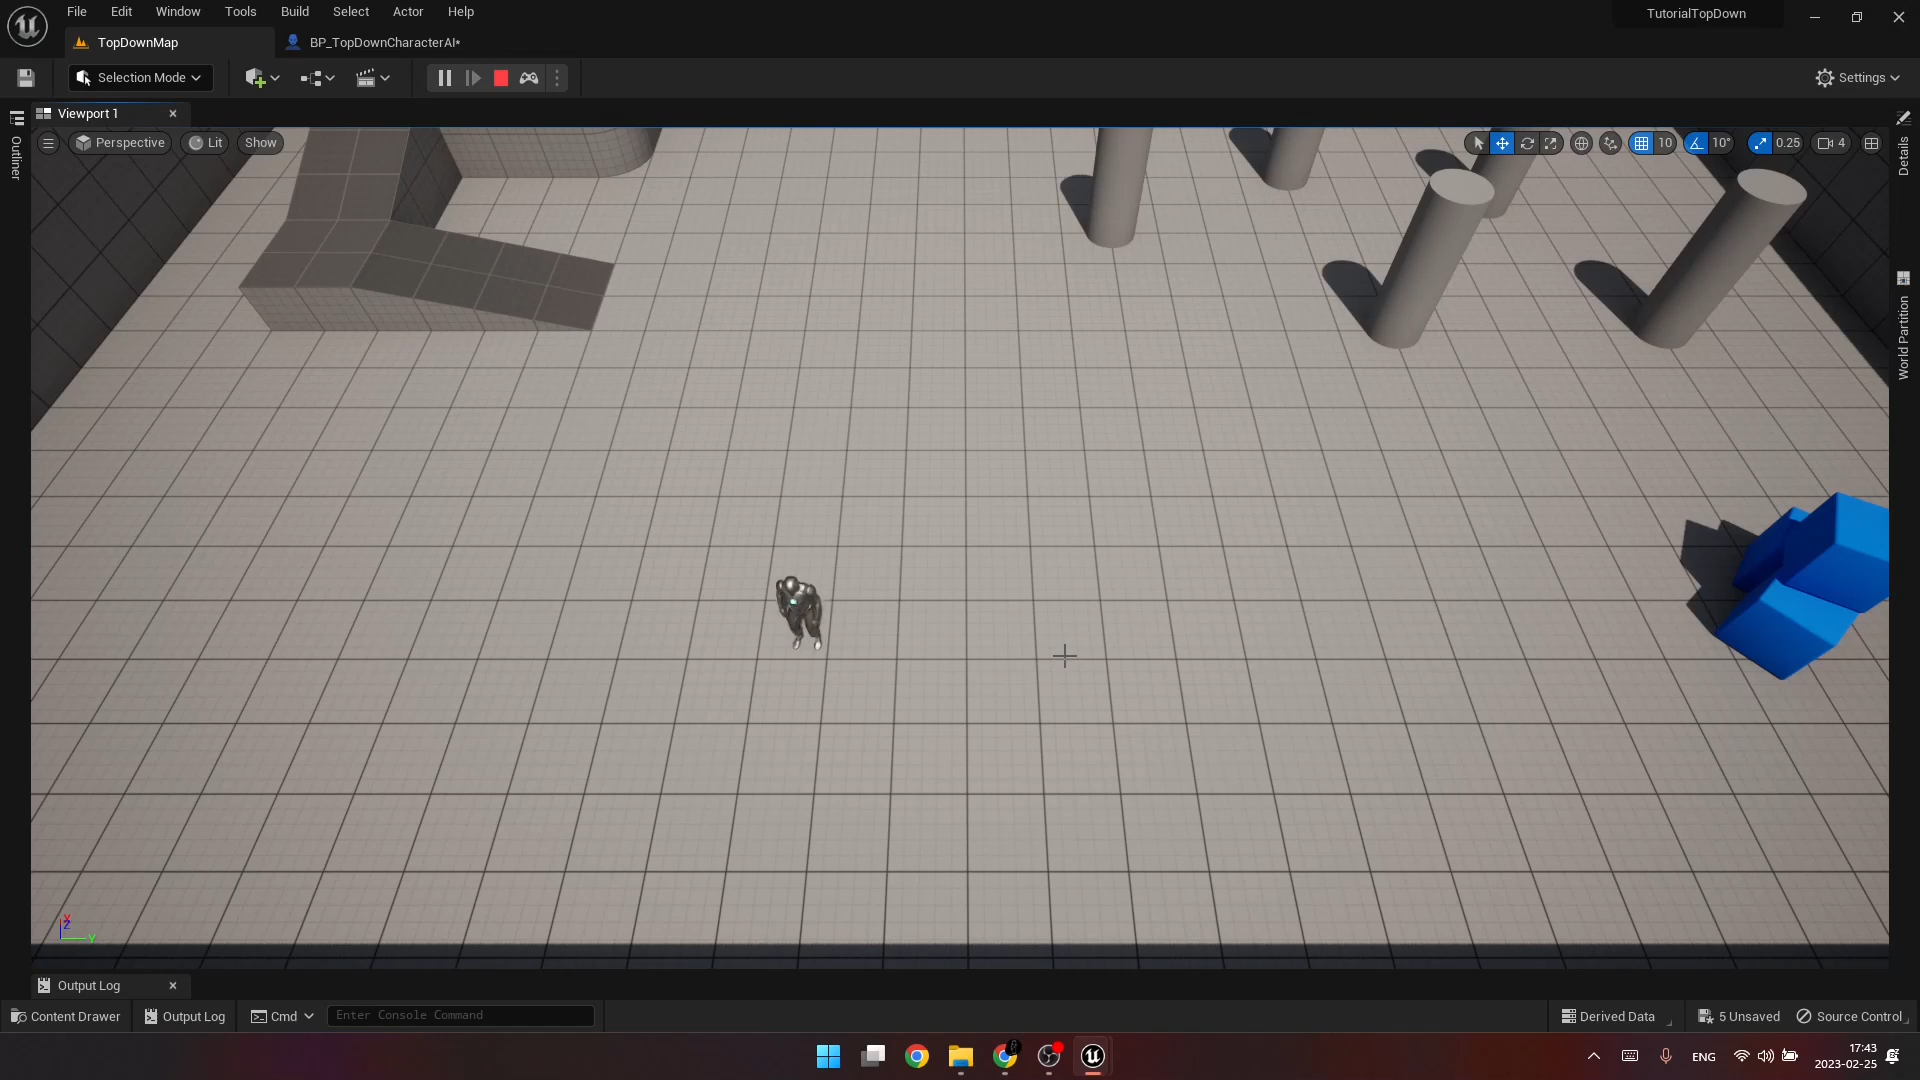 File Edit Window Tools Build Select Actor Help
TutorialTopDown
TopDownMap
BP_TopDownCharacterAI*
Selection Mode
Settings
Viewport 1
Perspective
Lit
Show
10
10°
0.25
4
Outliner
Details
World Partition
X
Z
Y
Output Log
Content Drawer
Output Log
Cmd
Enter Console Command
Derived Data
5 Unsaved
Source Control
ENG
17:43
2023-02-25